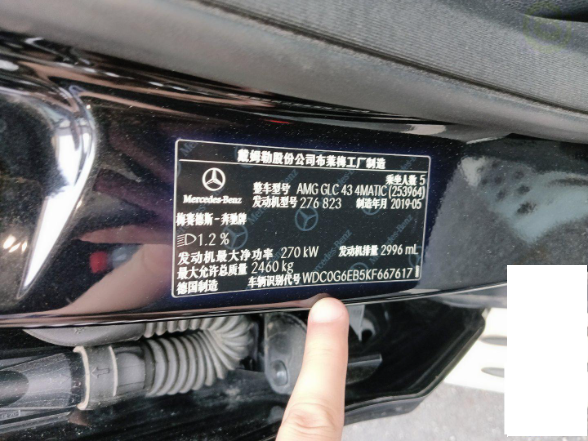 戴姆勒股份公司布莱梅工厂制造
乘坐人数 5
Mercedes-Benz
整车型号 AMG GLC 43 4MATIC (253964)
发动机型号 276 823 制造年月 2019-05
梅赛德斯-奔驰牌
1.2 %
发动机最大净功率 270 kW 发动机排量 2996 mL
最大允许总质量 2460 kg
德国制造 车辆识别代号 WDC0G6EB5KF667617